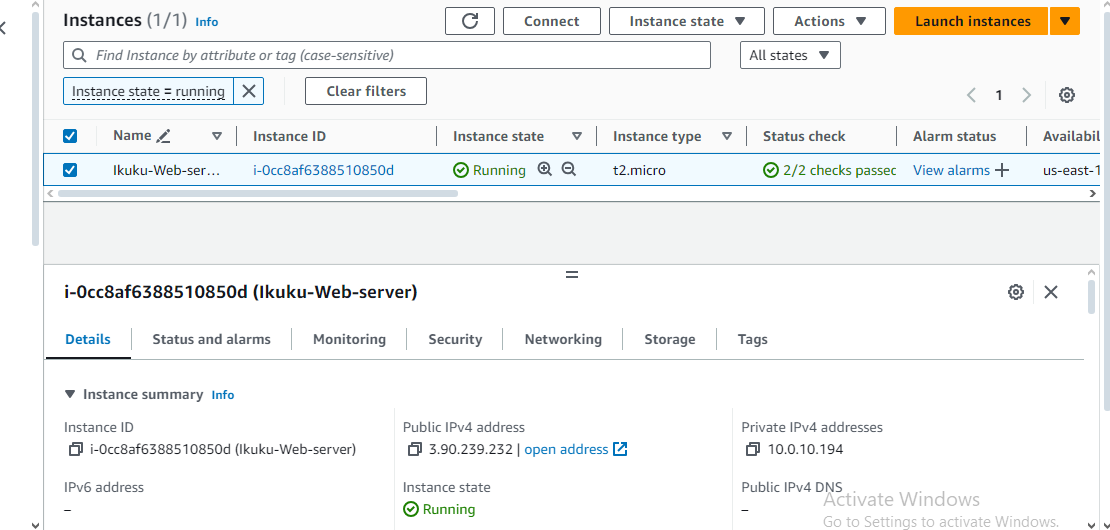 Instances (1/1) Info
Connect
Instance state
Actions
Launch instances
Find Instance by attribute or tag (case-sensitive)
All states
Instance state = running
Clear filters
1
Name Instance ID Instance state Instance type Status check Alarm status Availabil
Ikuku-Web-ser... i-0cc8af6388510850d Running t2.micro 2/2 checks passec View alarms us-east-1
i-0cc8af6388510850d (Ikuku-Web-server)
Details Status and alarms Monitoring Security Networking Storage Tags
Instance summary Info
Instance ID Public IPv4 address Private IPv4 addresses
i-0cc8af6388510850d (Ikuku-Web-server) 3.90.239.232 | open address 10.0.10.194
IPv6 address Instance state Public IPv4 DNS
– Running –
Activate Windows
Go to Settings to activate Windows.